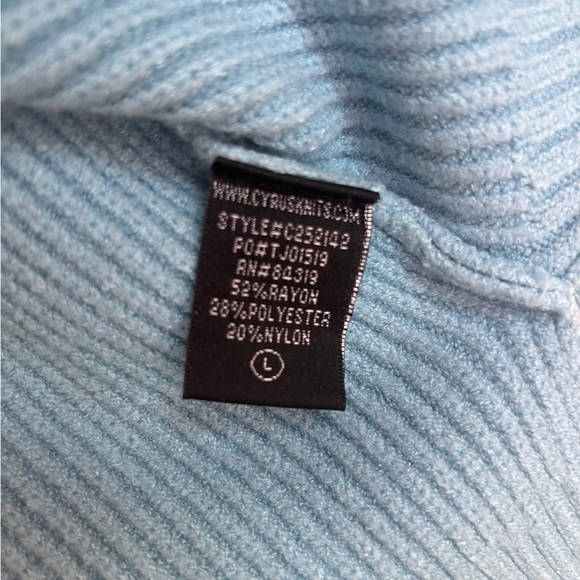 WWW.CYRUSKNITS.COM
STYLE#C252142
PO#TJ01519
RN#84319
52%RAYON
28%POLYESTER
20%NYLON
L